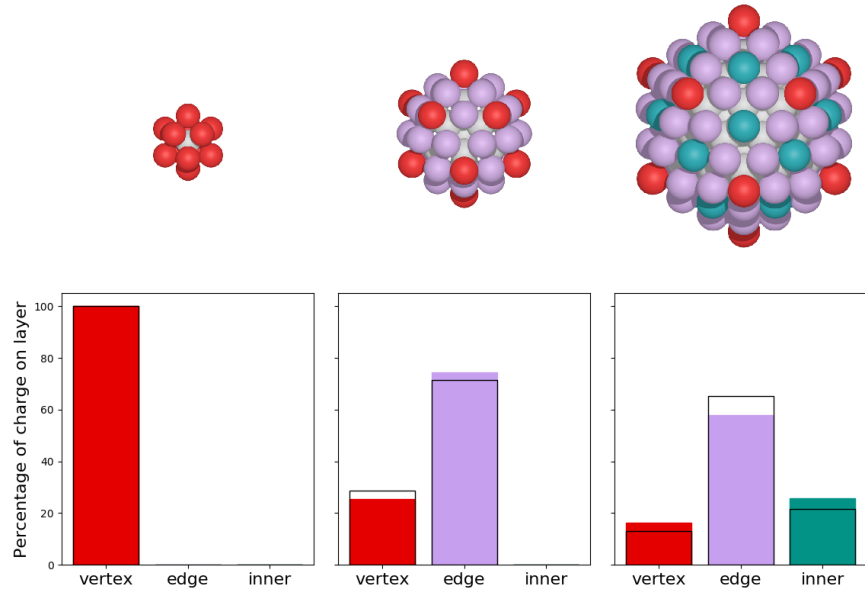 Percentage of charge on layer
100
80
60
40
20
0
vertex edge inner
vertex edge inner
vertex edge inner